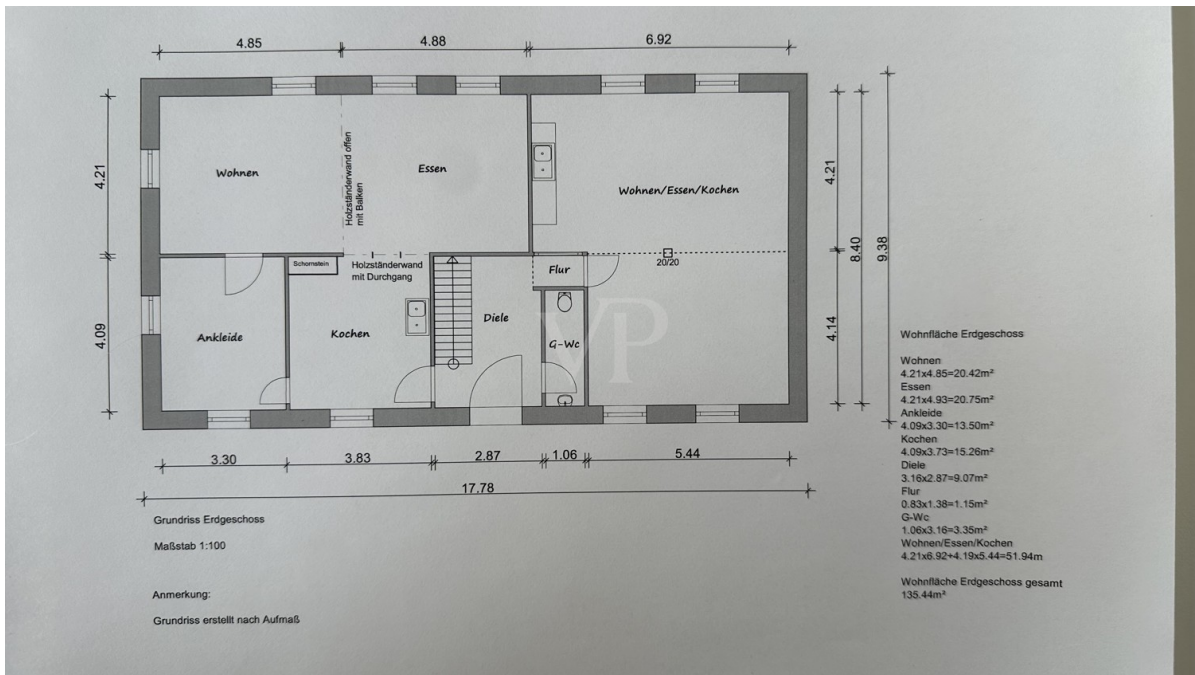 4.85
4.88
6.92
4.21
4.09
4.21
4.14
8.40
9.38
Wohnen
Holzständerwand offen
mit Balken
Essen
Wohnen/Essen/Kochen
20/20
Schornstein
Holzständerwand
mit Durchgang
Flur
Ankleide
Kochen
Diele
G-Wc
VP
3.30
3.83
2.87
1.06
5.44
17.78
Grundriss Erdgeschoss
Maßstab 1:100
Anmerkung:
Grundriss erstellt nach Aufmaß
Wohnfläche Erdgeschoss
Wohnen
4.21x4.85=20.42m²
Essen
4.21x4.93=20.75m²
Ankleide
4.09x3.30=13.50m²
Kochen
4.09x3.73=15.26m²
Diele
3.16x2.87=9.07m²
Flur
0.83x1.38=1.15m²
G-Wc
1.06x3.16=3.35m²
Wohnen/Essen/Kochen
4.21x6.92+4.19x5.44=51.94m
Wohnfläche Erdgeschoss gesamt
135.44m²